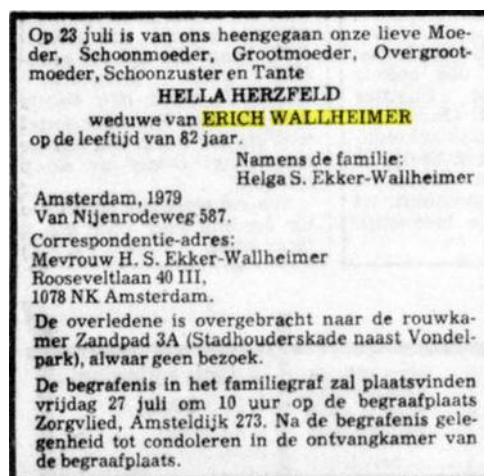 Op 23 juli is van ons heengegaan onze lieve Moe-
der, Schoonmoeder, Grootmoeder, Overgroot-
moeder, Schoonzuster en Tante
HELLA HERZFELD
weduwe van ERICH WALLHEIMER
op de leeftijd van 82 jaar.
Namens de familie:
Helga S. Ekker-Wallheimer
Amsterdam, 1979
Van Nijenrodeweg 587.
Correspondentie-adres:
Mevrouw H. S. Ekker-Wallheimer
Rooseveltlaan 40 III,
1078 NK Amsterdam.
De overledene is overgebracht naar de rouwka-
mer Zandpad 3A (Stadhouderskade naast Vondel-
park), alwaar geen bezoek.
De begrafenis in het familiegraf zal plaatsvinden
vrijdag 27 juli om 10 uur op de begraafplaats
Zorgvlied, Amsteldijk 273. Na de begrafenis gele-
genheid tot condoleren in de ontvangkamer van
de begraafplaats.